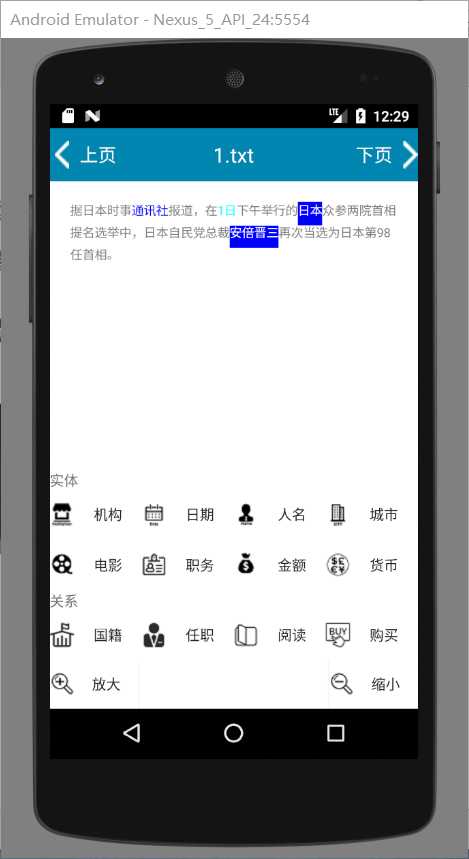 Android Emulator - Nexus_5_API_24:5554
LTE 12:29
上页 1.txt 下页
据日本时事通讯社报道，在1日下午举行的日本众参两院首相
提名选举中，日本自民党总裁安倍晋三再次当选为日本第98
任首相。
实体
机构 日期 人名 城市
电影 职务 金额 货币
关系
国籍 任职 阅读 BUY 购买
放大 缩小